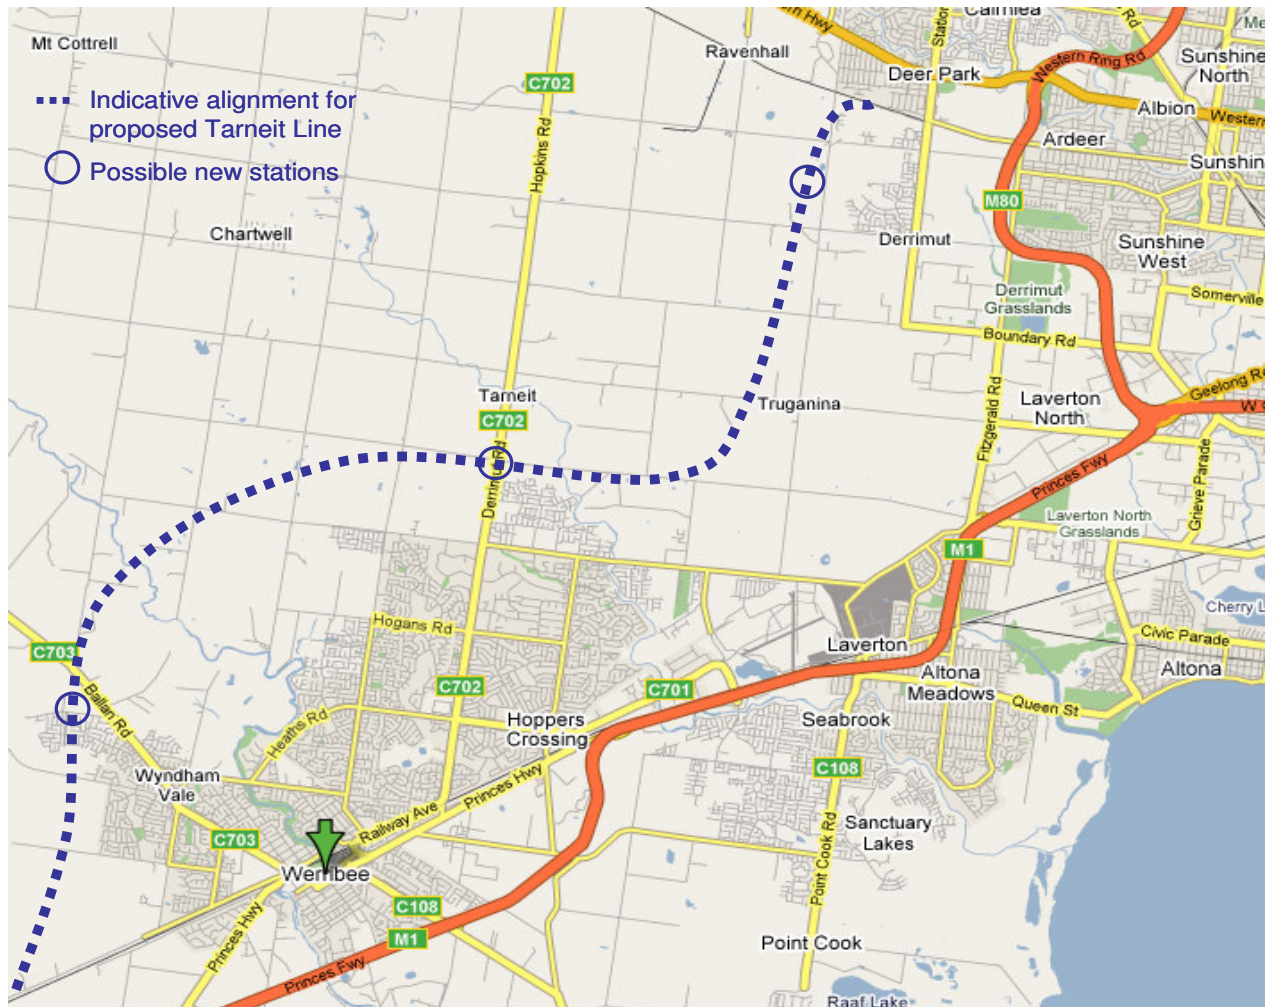 Mt Cottrell
Indicative alignment for
proposed Tarneit Line
Possible new stations
Chartwell
C702
Hopkins Rd
Ravenhall
Cairnlea
Deer Park
Western Ring Rd
Sunshine
North
Albion
Western
Ardeer
Sunshin
M80
Derrimut
Sunshine
West
Derrimut
Grasslands
Somerville
Boundary Rd
Geelong Rd
Tarneit
C702
Truganina
Laverton
North
Fitzgerald Rd
Derrimut Rd
Princes Fwy
Grieve Parade
Laverton North
Grasslands
M1
Cherry L
Hogans Rd
Civic Parade
C703
Laverton
Altona
Altona
Meadows
C702
C701
Queen St
Ballan Rd
Heaths Rd
Hoppers
Crossing
Seabrook
Wyndham
Vale
C108
Princes Hwy
Railway Ave
C703
Sanctuary
Lakes
Point Cook Rd
Werribee
C108
M1
Princes Hwy
Point Cook
Princes Fwy
Raaf Lake